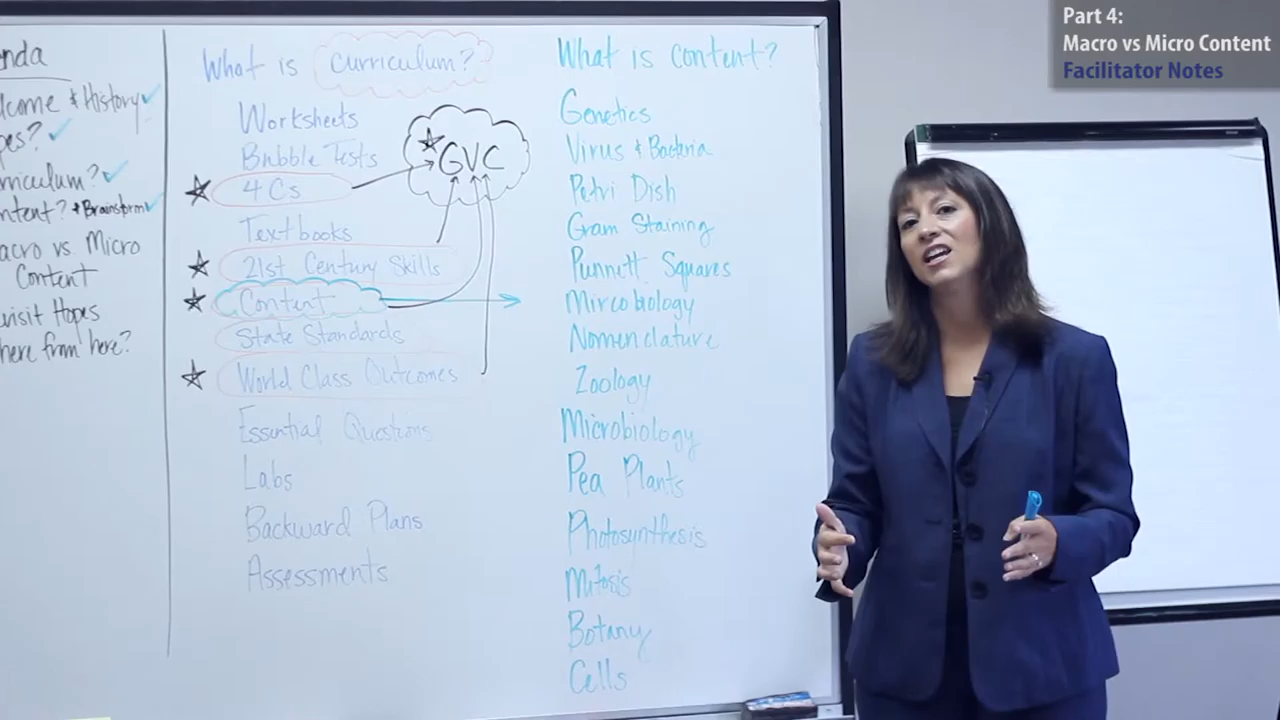 Part 4:
Macro vs Micro Content
Facilitator Notes
nda
lcome & History ✓
pes? ✓
rriculum? ✓
ntent? + Brainstorm ✓
acro vs. Micro
Content
visit Hopes
here from here?
What is curriculum?
Worksheets
Bubble Tests
4 Cs
Textbooks
21st Century Skills
Content
State Standards
World Class Outcomes
Essential Questions
Labs
Backward Plans
Assessments
GVC
What is content?
Genetics
Virus & Bacteria
Petri Dish
Gram Staining
Punnett Squares
Mircobiology
Nomenclature
Zoology
Microbiology
Pea Plants
Photosynthesis
Mitosis
Botany
Cells